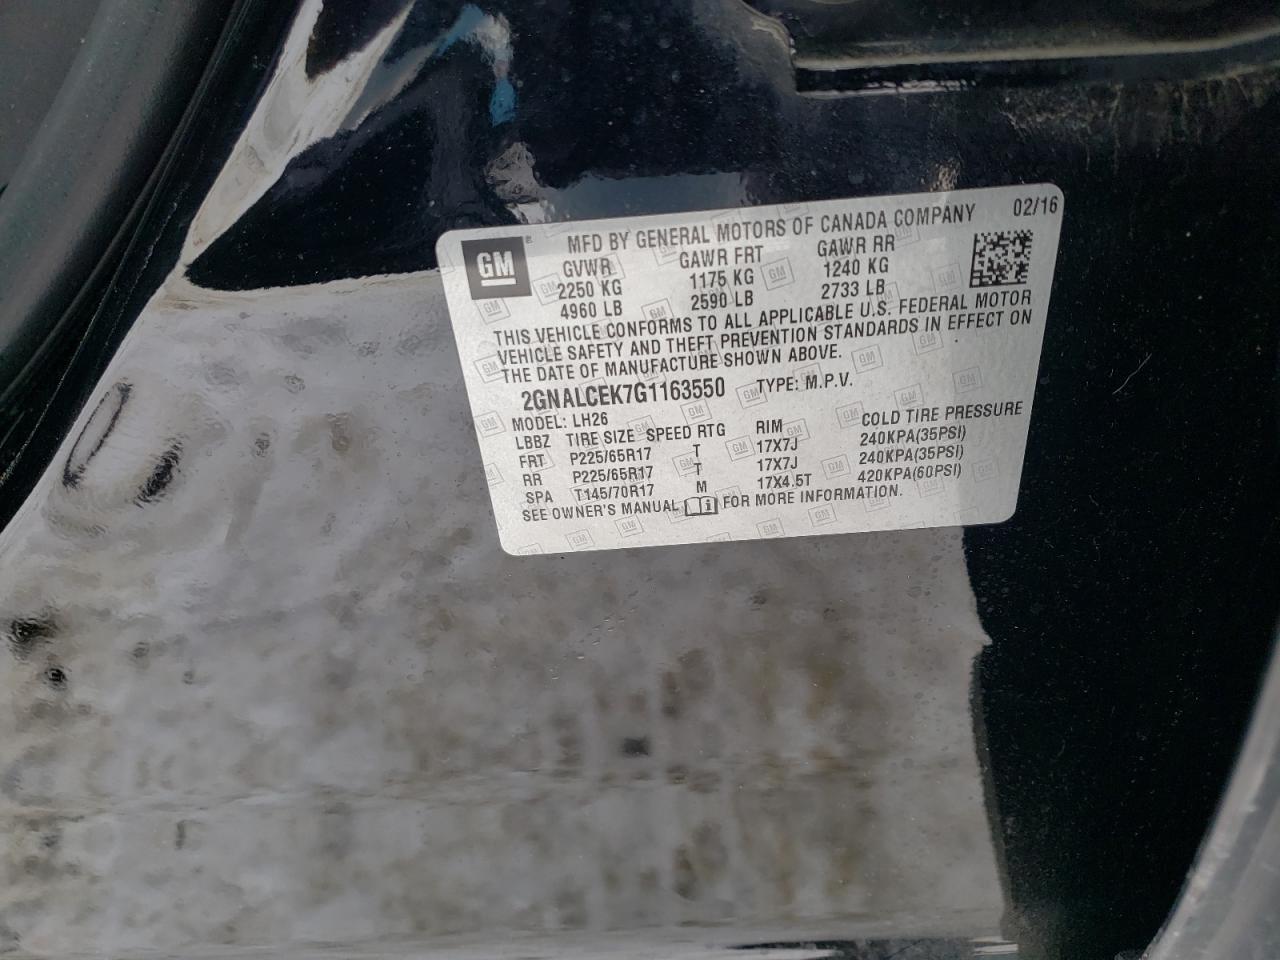 GM
MFD BY GENERAL MOTORS OF CANADA COMPANY 02/16
GVWR GAWR FRT GAWR RR
2250 KG 1175 KG 1240 KG
4960 LB 2590 LB 2733 LB
THIS VEHICLE CONFORMS TO ALL APPLICABLE U.S. FEDERAL MOTOR
VEHICLE SAFETY AND THEFT PREVENTION STANDARDS IN EFFECT ON
THE DATE OF MANUFACTURE SHOWN ABOVE.
2GNALCEK7G1163550 TYPE: M.P.V.
MODEL: LH26
LBBZ TIRE SIZE SPEED RTG RIM COLD TIRE PRESSURE
FRT P225/65R17 T 17X7J 240KPA(35PSI)
RR P225/65R17 T 17X7J 240KPA(35PSI)
SPA T145/70R17 M 17X4.5T 420KPA(60PSI)
SEE OWNER'S MANUAL FOR MORE INFORMATION.